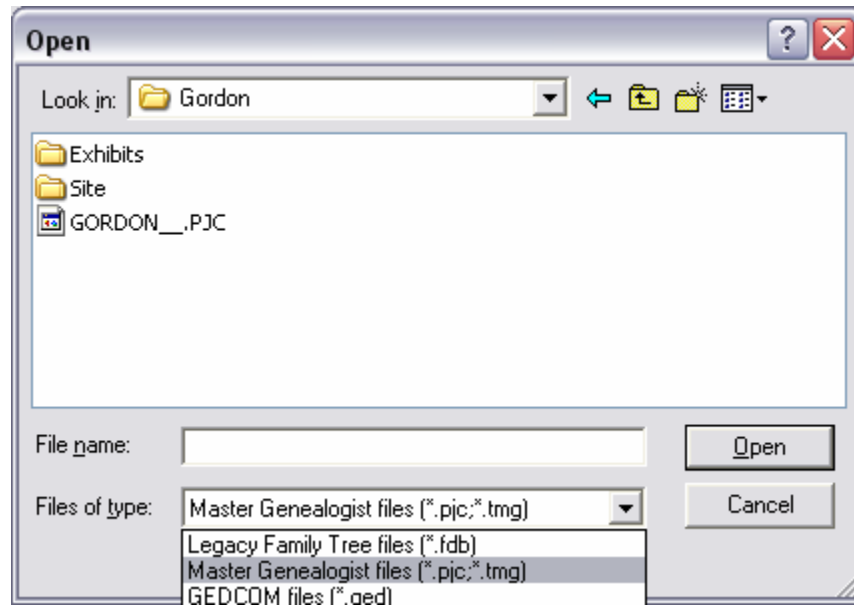 Open
Look in: Gordon
Exhibits
Site
GORDON__.PJC
File name: Open
Files of type: Master Genealogist files (*.pjc;*.tmg) Cancel
Legacy Family Tree files (*.fdb)
Master Genealogist files (*.pjc;*.tmg)
GEDCOM files (*.ged)